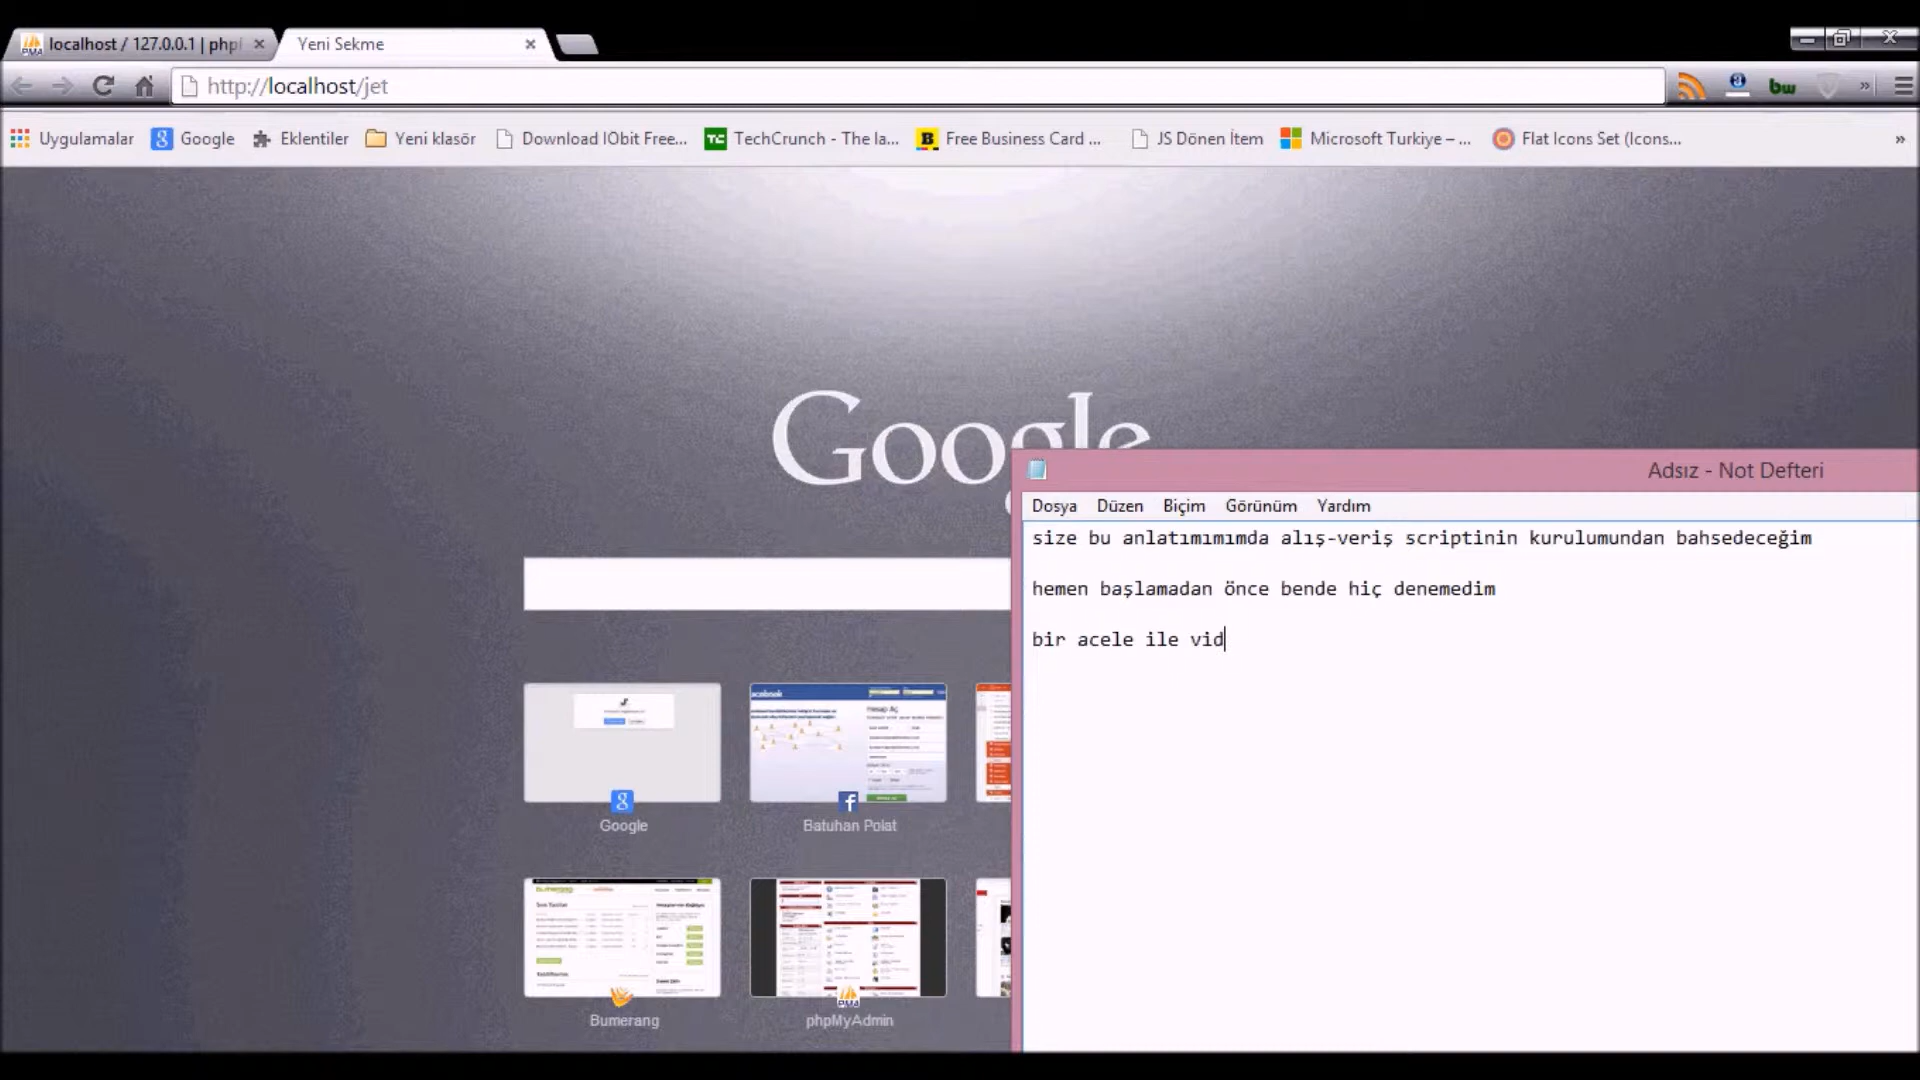 localhost / 127.0.0.1 | php
Yeni Sekme
http://localhost/jet
Uygulamalar
Google
Eklentiler
Yeni klasör
Download IObit Free...
TechCrunch - The la...
Free Business Card ...
JS Dönen İtem
Microsoft Turkiye – ...
Flat Icons Set (Icons...
Google
Adsız - Not Defteri
Dosya Düzen Biçim Görünüm Yardım
size bu anlatımımımda alış-veriş scriptinin kurulumundan bahsedeceğim
hemen başlamadan önce bende hiç denemedim
bir acele ile vid
Google
Batuhan Polat
Bumerang
phpMyAdmin